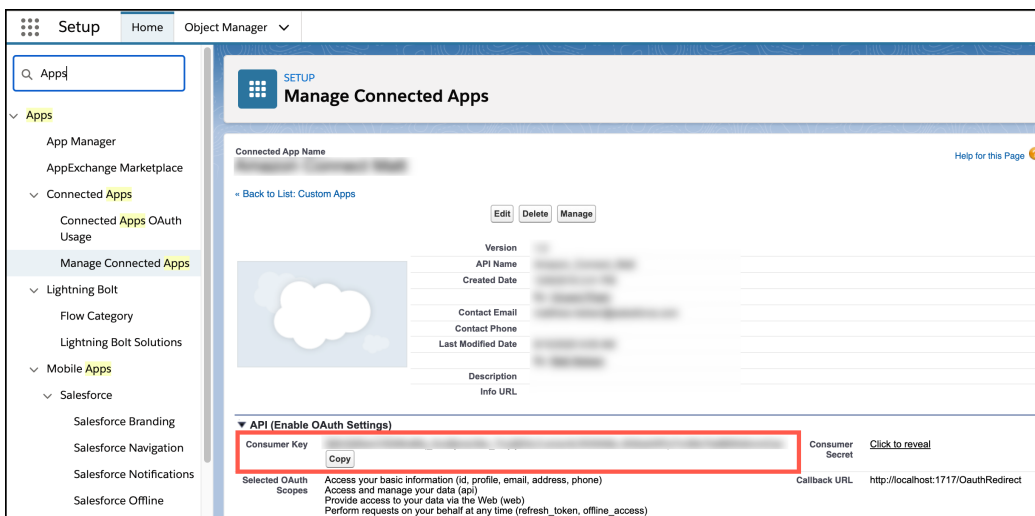 Setup
Home
Object Manager
Apps
Apps
App Manager
AppExchange Marketplace
Connected Apps
Connected Apps OAuth
Usage
Manage Connected Apps
Lightning Bolt
Flow Category
Lightning Bolt Solutions
Mobile Apps
Salesforce
Salesforce Branding
Salesforce Navigation
Salesforce Notifications
Salesforce Offline
SETUP
Manage Connected Apps
Connected App Name
Help for this Page
« Back to List: Custom Apps
Edit Delete Manage
Version
API Name
Created Date
Contact Email
Contact Phone
Last Modified Date
Description
Info URL
API (Enable OAuth Settings)
Consumer Key
Copy
Consumer
Secret
Click to reveal
Selected OAuth
Scopes
Access your basic information (id, profile, email, address, phone)
Access and manage your data (api)
Provide access to your data via the Web (web)
Perform requests on your behalf at any time (refresh_token, offline_access)
Callback URL
http://localhost:1717/OauthRedirect